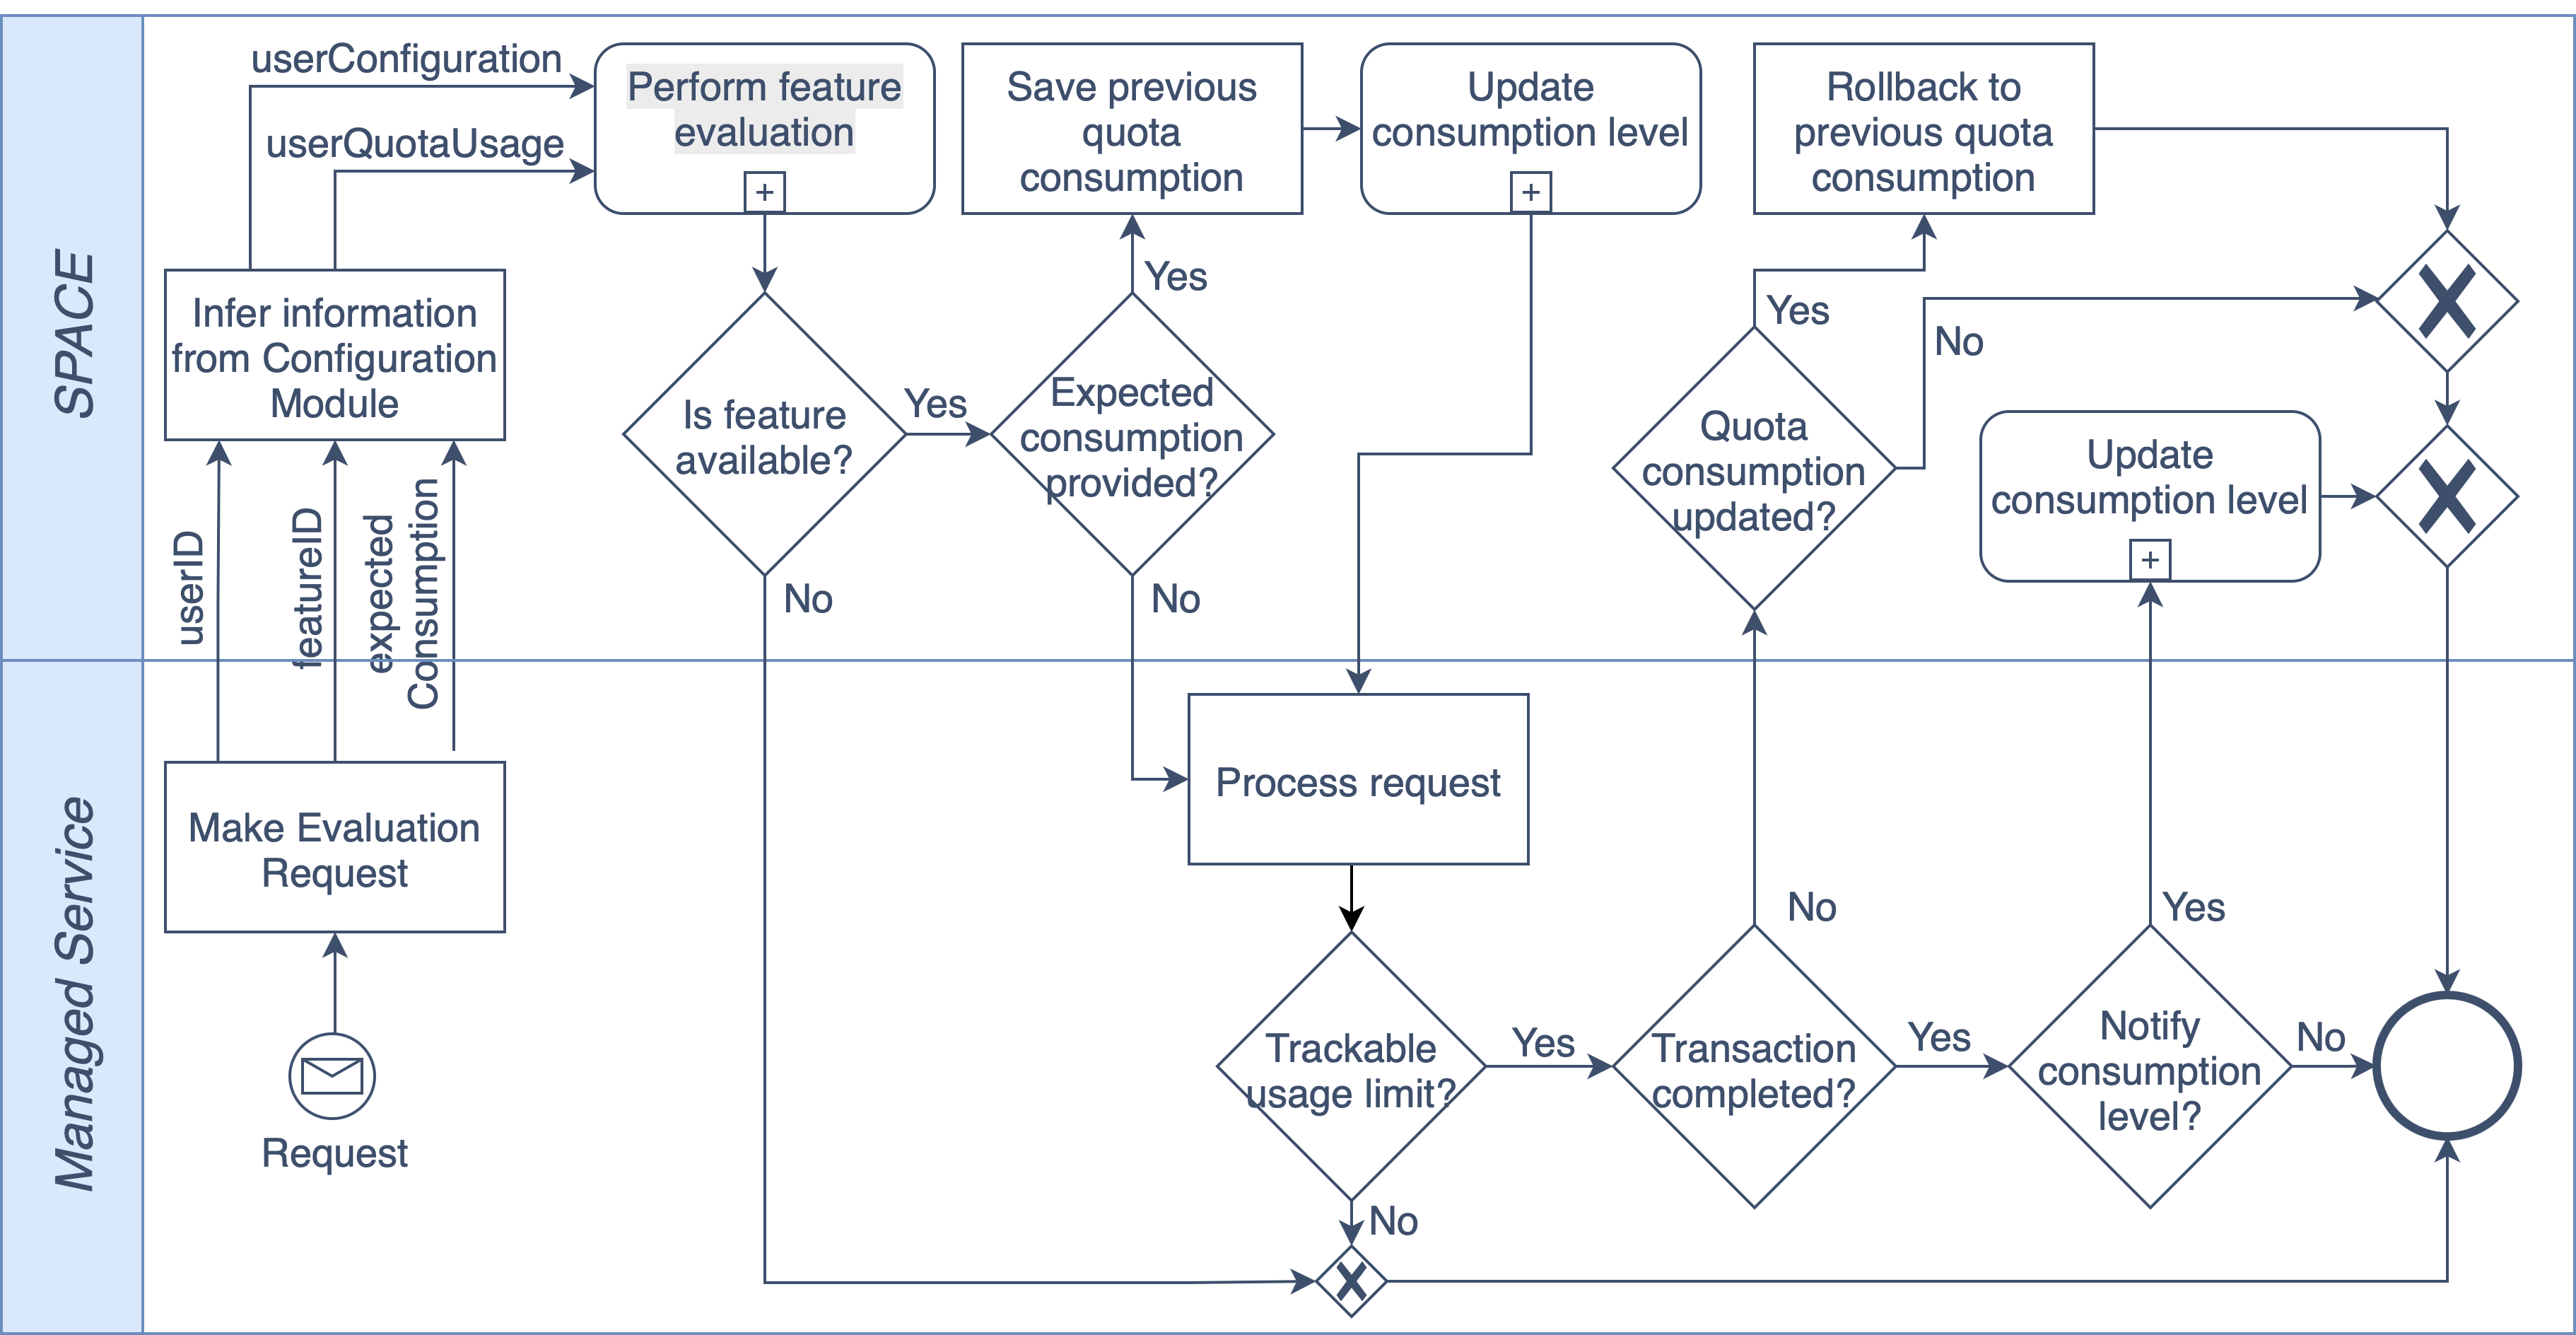 SPACE
userConfiguration
userQuotaUsage
Perform feature
evaluation
+
Save previous
quota
consumption
Update
consumption level
+
Rollback to
previous quota
consumption
Infer information
from Configuration
Module
Is feature
available?
Yes
No
Expected
consumption
provided?
Yes
No
Quota
consumption
updated?
Yes
No
Update
consumption level
+
userID
featureID
expected
Consumption
Managed Service
Make Evaluation
Request
Request
Process request
Trackable
usage limit?
Yes
No
Transaction
completed?
No
Yes
Notify
consumption
level?
Yes
No